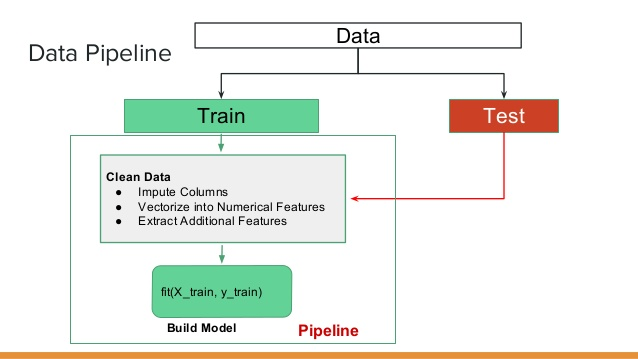 Data Pipeline
Data
Train
Test
Clean Data
● Impute Columns
● Vectorize into Numerical Features
● Extract Additional Features
fit(X_train, y_train)
Build Model
Pipeline